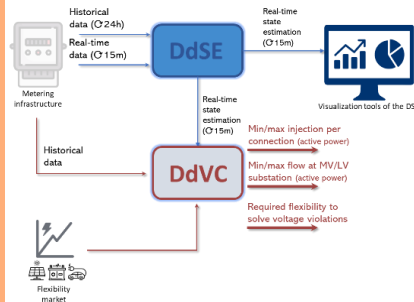 Historical
data (⟳24h)
Real-time
data (⟳15m)
DdSE
Real-time
state
estimation
(⟳15m)
Metering
infrastructure
Real-time
state
estimation
(⟳15m)
Visualization tools of the DS
Historical
data
DdVC
Min/max injection per
connection (active power)
Min/max flow at MV/LV
substation (active power)
Required flexibility to
solve voltage violations
Flexibility
market